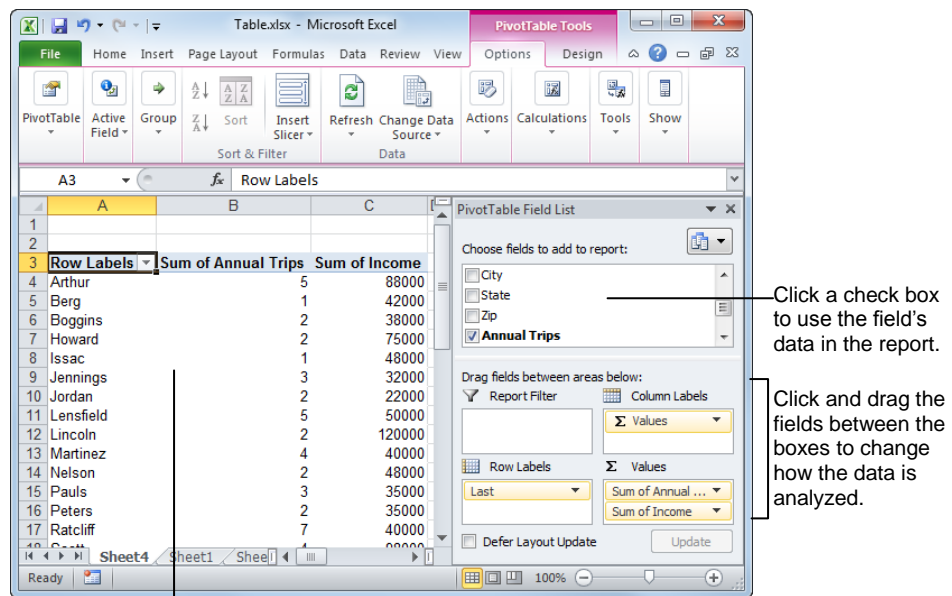 Table.xlsx - Microsoft Excel
PivotTable Tools
File Home Insert Page Layout Formulas Data Review View Options Design
PivotTable
Active Field
Group
Sort
Insert Slicer
Refresh
Change Data Source
Actions
Calculations
Tools
Show
Sort & Filter
Data
A3
fx Row Labels
A B C
PivotTable Field List
1
2
3 Row Labels Sum of Annual Trips Sum of Income
4 Arthur 5 88000
5 Berg 1 42000
6 Boggins 2 38000
7 Howard 2 75000
8 Issac 1 48000
9 Jennings 3 32000
10 Jordan 2 22000
11 Lensfield 5 50000
12 Lincoln 2 120000
13 Martinez 4 40000
14 Nelson 2 48000
15 Pauls 3 35000
16 Peters 2 35000
17 Ratcliff 7 40000
Choose fields to add to report:
City
State
Zip
Annual Trips
Drag fields between areas below:
Report Filter
Column Labels
Σ Values
Row Labels
Σ Values
Last
Sum of Annual ...
Sum of Income
Defer Layout Update
Update
Sheet4 Sheet1
Ready
100%
Click a check box
to use the field's
data in the report.
Click and drag the
fields between the
boxes to change
how the data is
analyzed.